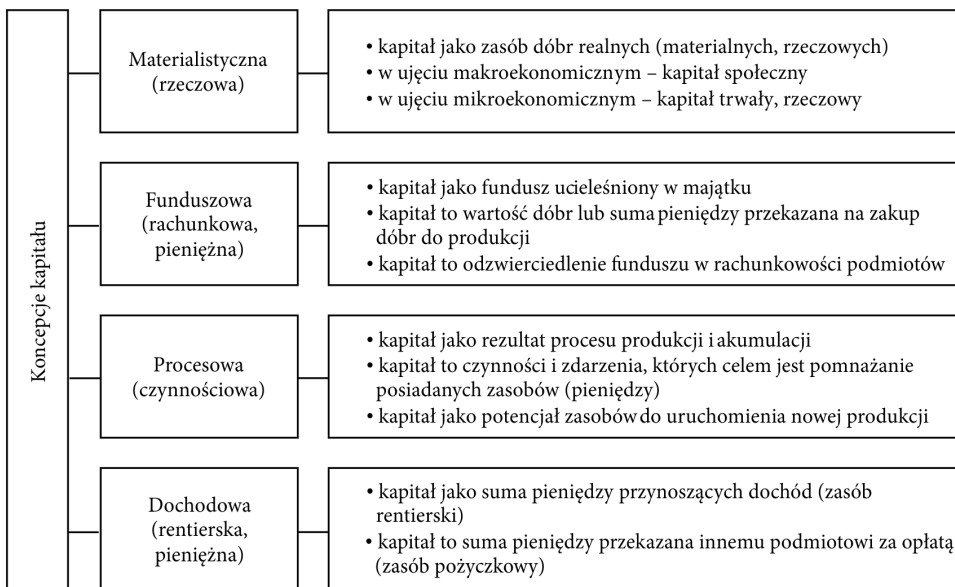 Koncepcje kapitału
Materialistyczna
(rzeczowa)
• kapitał jako zasób dóbr realnych (materialnych, rzeczowych)
• w ujęciu makroekonomicznym – kapitał społeczny
• w ujęciu mikroekonomicznym – kapitał trwały, rzeczowy
Funduszowa
(rachunkowa,
pieniężna)
• kapitał jako fundusz ucieleśniony w majątku
• kapitał to wartość dóbr lub suma pieniędzy przekazana na zakup
dóbr do produkcji
• kapitał to odzwierciedlenie funduszu w rachunkowości podmiotów
Procesowa
(czynnościowa)
• kapitał jako rezultat procesu produkcji i akumulacji
• kapitał to czynności i zdarzenia, których celem jest pomnażanie
posiadanych zasobów (pieniędzy)
• kapitał jako potencjał zasobów do uruchomienia nowej produkcji
Dochodowa
(rentierska,
pieniężna)
• kapitał jako suma pieniędzy przynoszących dochód (zasób
rentierski)
• kapitał to suma pieniędzy przekazana innemu podmiotowi za opłatą
(zasób pożyczkowy)